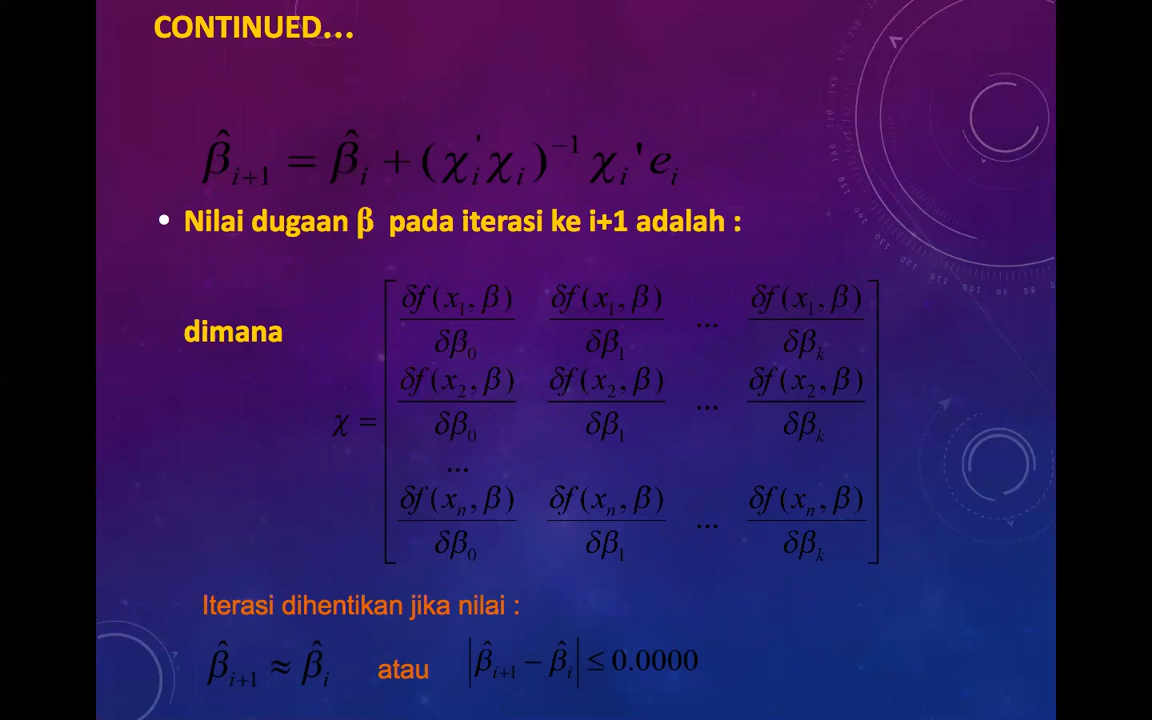 CONTINUED...
β̂ᵢ₊₁ = β̂ᵢ + (χᵢ'χᵢ)⁻¹ χᵢ'eᵢ
• Nilai dugaan β pada iterasi ke i+1 adalah :
dimana
χ = [ δf(x₁,β)/δβ₀ δf(x₁,β)/δβ₁ ... δf(x₁,β)/δβₖ
δf(x₂,β)/δβ₀ δf(x₂,β)/δβ₁ ... δf(x₂,β)/δβₖ
...
δf(xₙ,β)/δβ₀ δf(xₙ,β)/δβ₁ ... δf(xₙ,β)/δβₖ ]
Iterasi dihentikan jika nilai :
β̂ᵢ₊₁ ≈ β̂ᵢ atau |β̂ᵢ₊₁ − β̂ᵢ| ≤ 0.0000